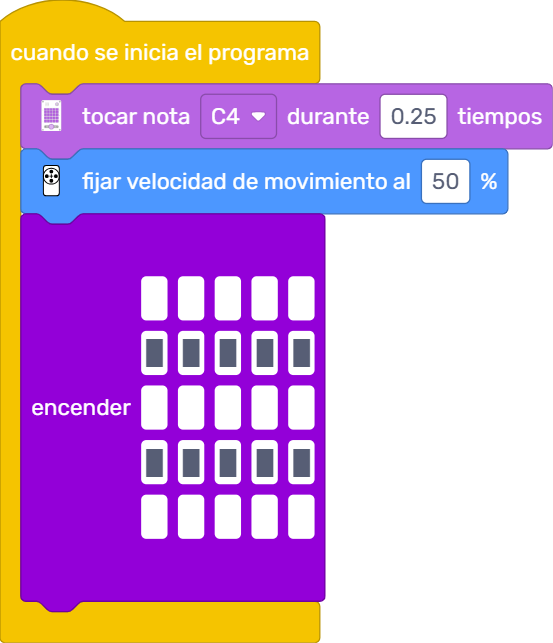 cuando se inicia el programa
tocar nota C4 durante 0.25 tiempos
fijar velocidad de movimiento al 50 %
encender